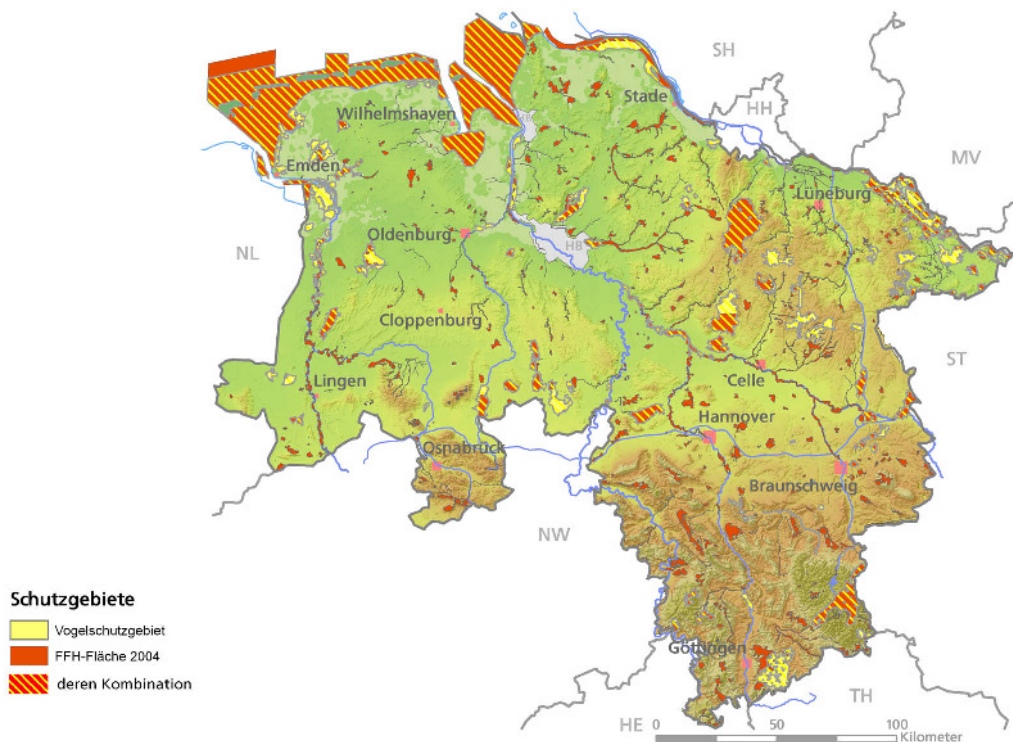 SH
HH
MV
Stade
Wilhelmshaven
HB
Emden
Lüneburg
NL
Oldenburg
HB
Cloppenburg
ST
Lingen
Celle
Hannover
Osnabrück
Braunschweig
NW
Göttingen
TH
HE
Schutzgebiete
Vogelschutzgebiet
FFH-Fläche 2004
deren Kombination
0 50 100
Kilometer